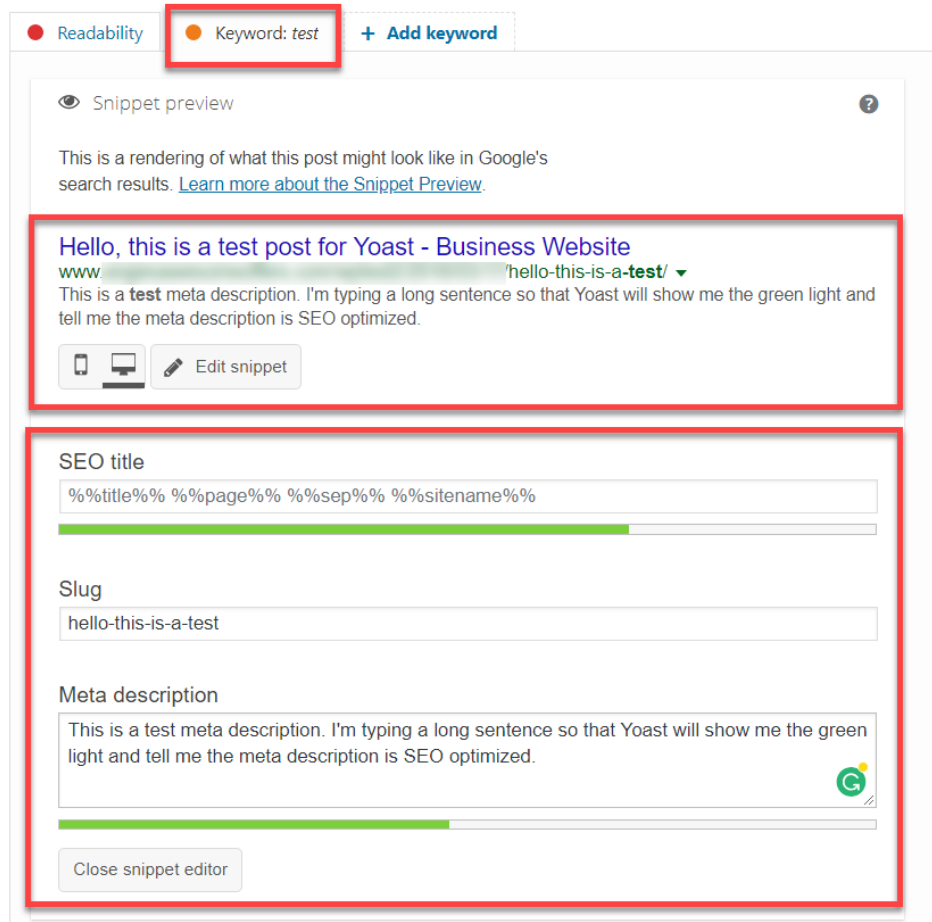 Readability
Keyword: test
+ Add keyword
Snippet preview
?
This is a rendering of what this post might look like in Google's
search results. Learn more about the Snippet Preview.
Hello, this is a test post for Yoast - Business Website
www. /hello-this-is-a-test/
This is a test meta description. I'm typing a long sentence so that Yoast will show me the green light and
tell me the meta description is SEO optimized.
Edit snippet
SEO title
%%title%% %%page%% %%sep%% %%sitename%%
Slug
hello-this-is-a-test
Meta description
This is a test meta description. I'm typing a long sentence so that Yoast will show me the green
light and tell me the meta description is SEO optimized.
G
Close snippet editor